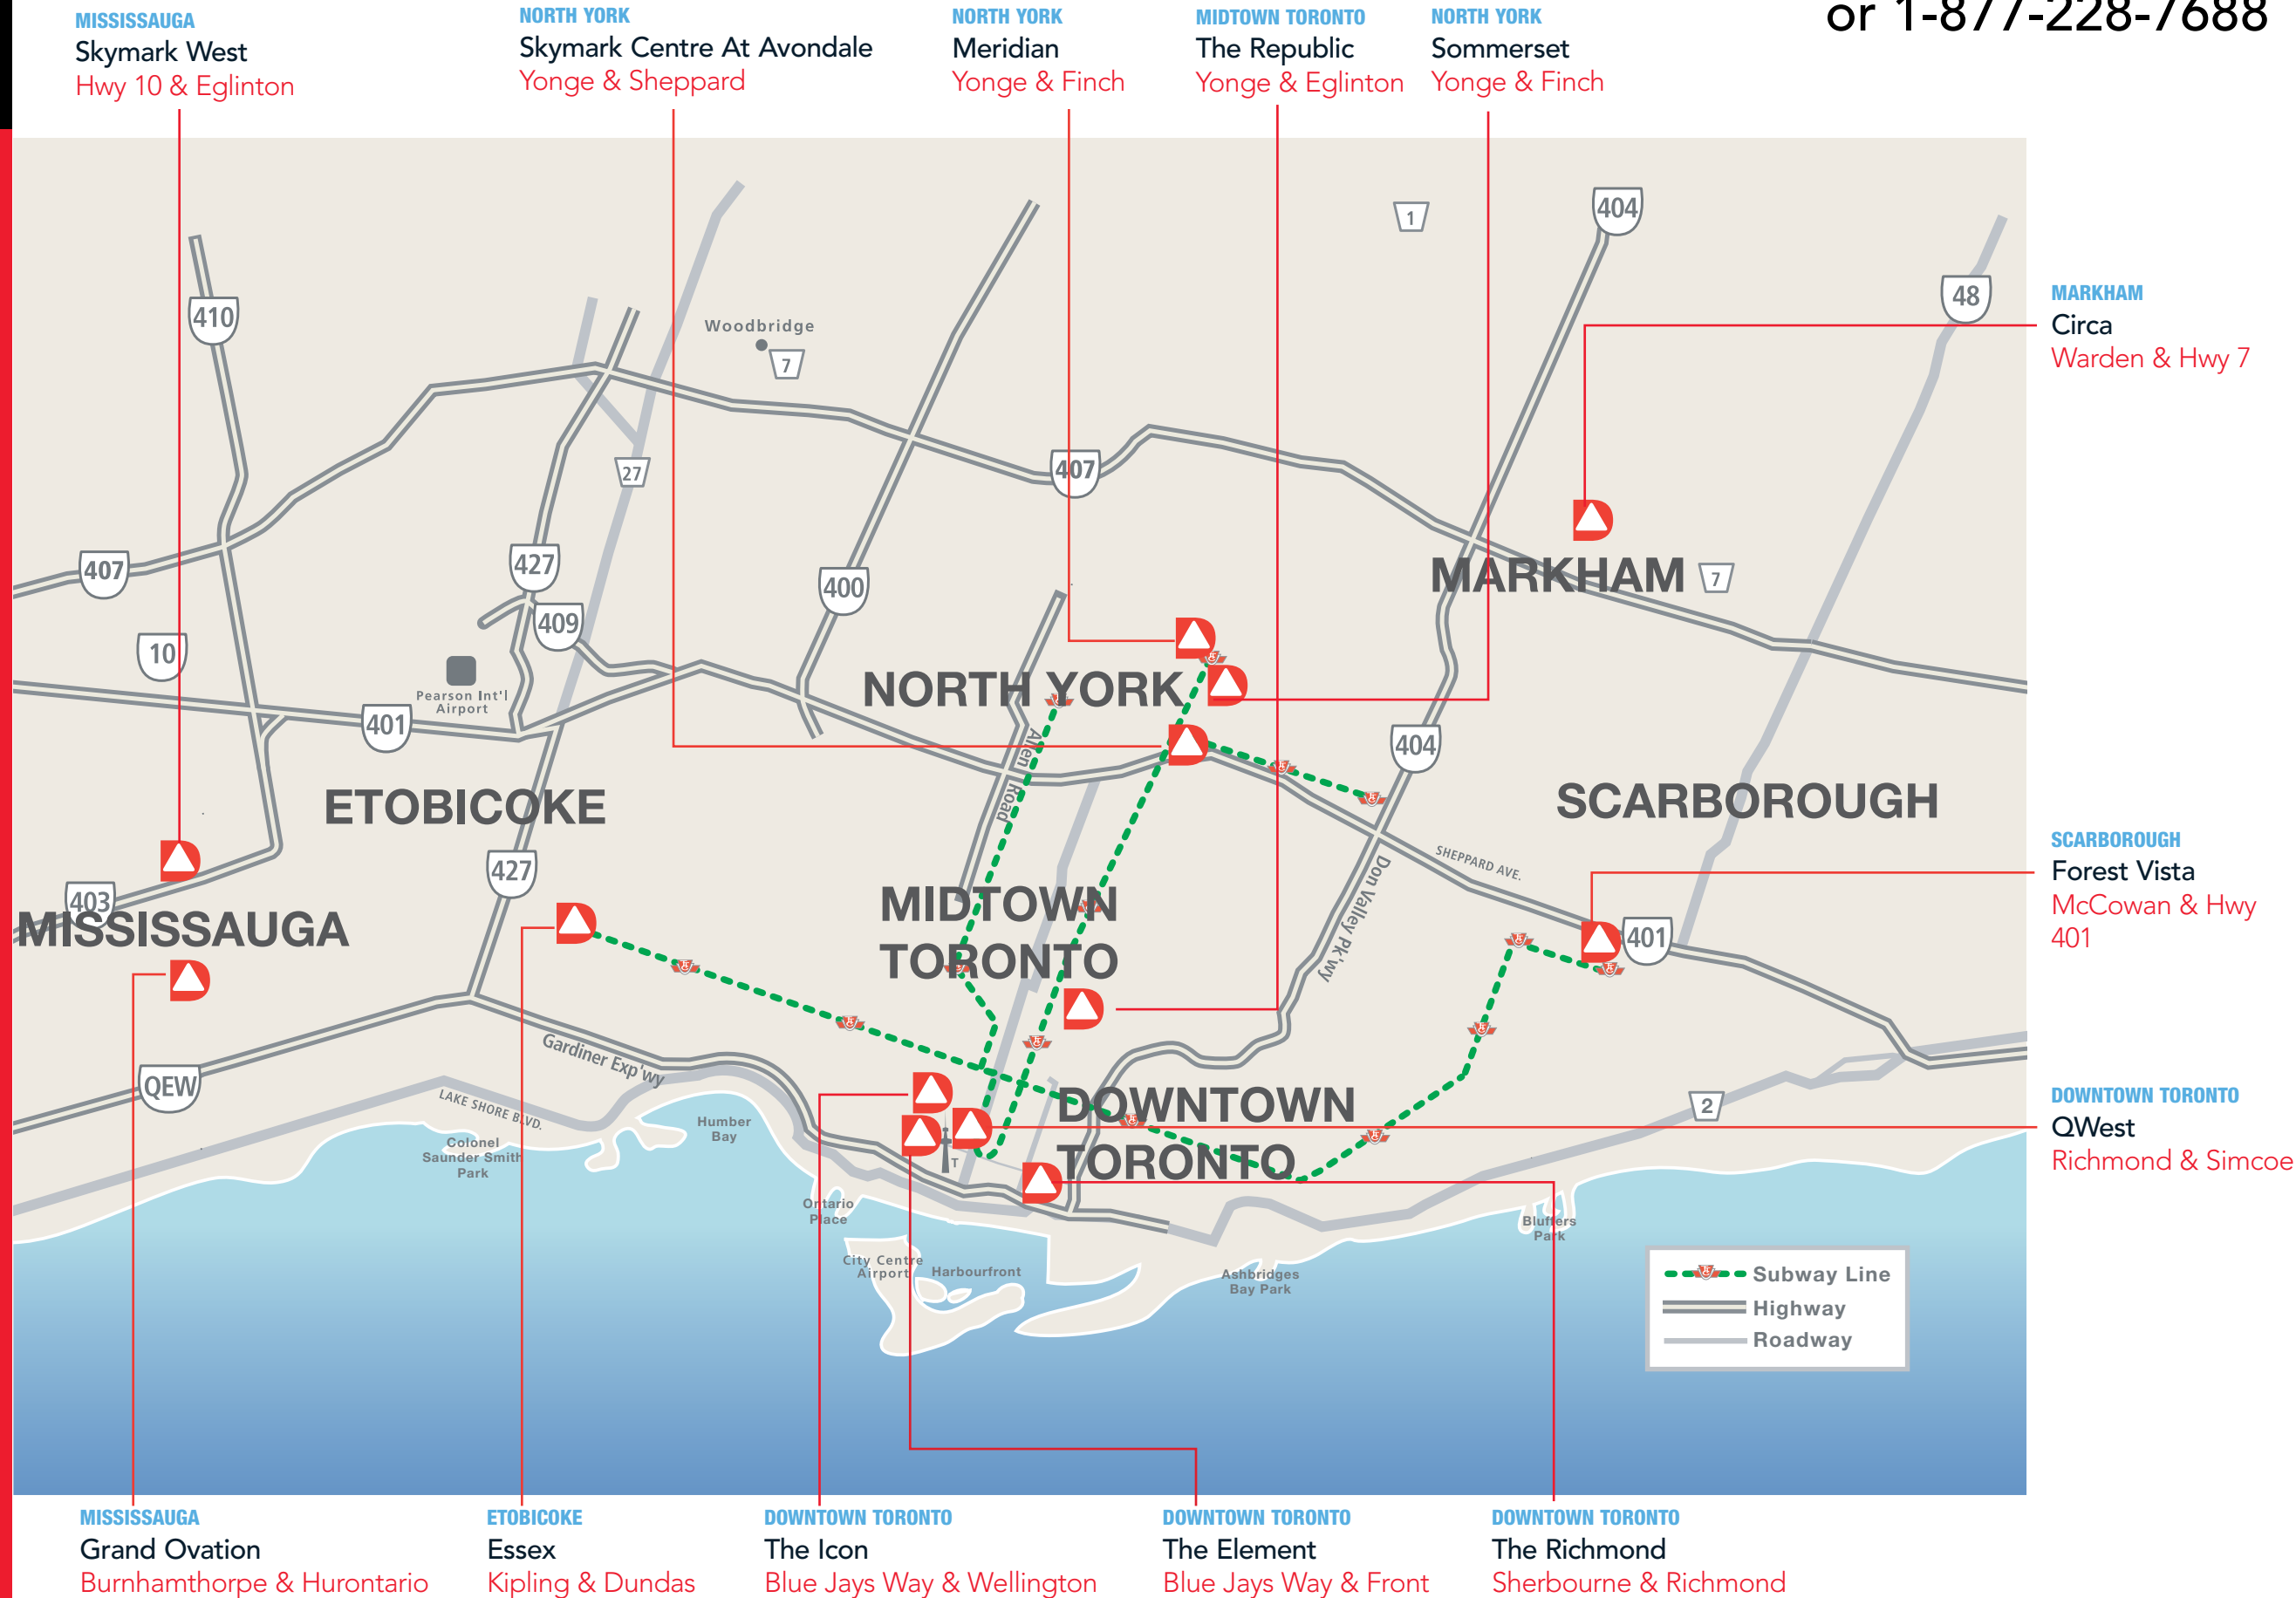 or 1-877-228-7688
MISSISSAUGA
Skymark West
Hwy 10 & Eglinton
NORTH YORK
Skymark Centre At Avondale
Yonge & Sheppard
NORTH YORK
Meridian
Yonge & Finch
MIDTOWN TORONTO
The Republic
Yonge & Eglinton
NORTH YORK
Sommerset
Yonge & Finch
1
404
410
48
MARKHAM
Circa
Warden & Hwy 7
Woodbridge
7
27
407
407
427
400
MARKHAM
7
409
10
Pearson Int'l
Airport
NORTH YORK
401
Allen Road
404
ETOBICOKE
SCARBOROUGH
427
403
MISSISSAUGA
MIDTOWN
TORONTO
Don Valley Pk'wy
SHEPPARD AVE.
401
SCARBOROUGH
Forest Vista
McCowan & Hwy
401
QEW
Gardiner Exp'wy
LAKE SHORE BLVD.
Colonel
Saunder Smith
Park
Humber
Bay
DOWNTOWN
TORONTO
T
2
DOWNTOWN TORONTO
QWest
Richmond & Simcoe
Ontario
Place
City Centre
Airport
Harbourfront
Ashbridges
Bay Park
Bluffers
Park
Subway Line
Highway
Roadway
MISSISSAUGA
Grand Ovation
Burnhamthorpe & Hurontario
ETOBICOKE
Essex
Kipling & Dundas
DOWNTOWN TORONTO
The Icon
Blue Jays Way & Wellington
DOWNTOWN TORONTO
The Element
Blue Jays Way & Front
DOWNTOWN TORONTO
The Richmond
Sherbourne & Richmond